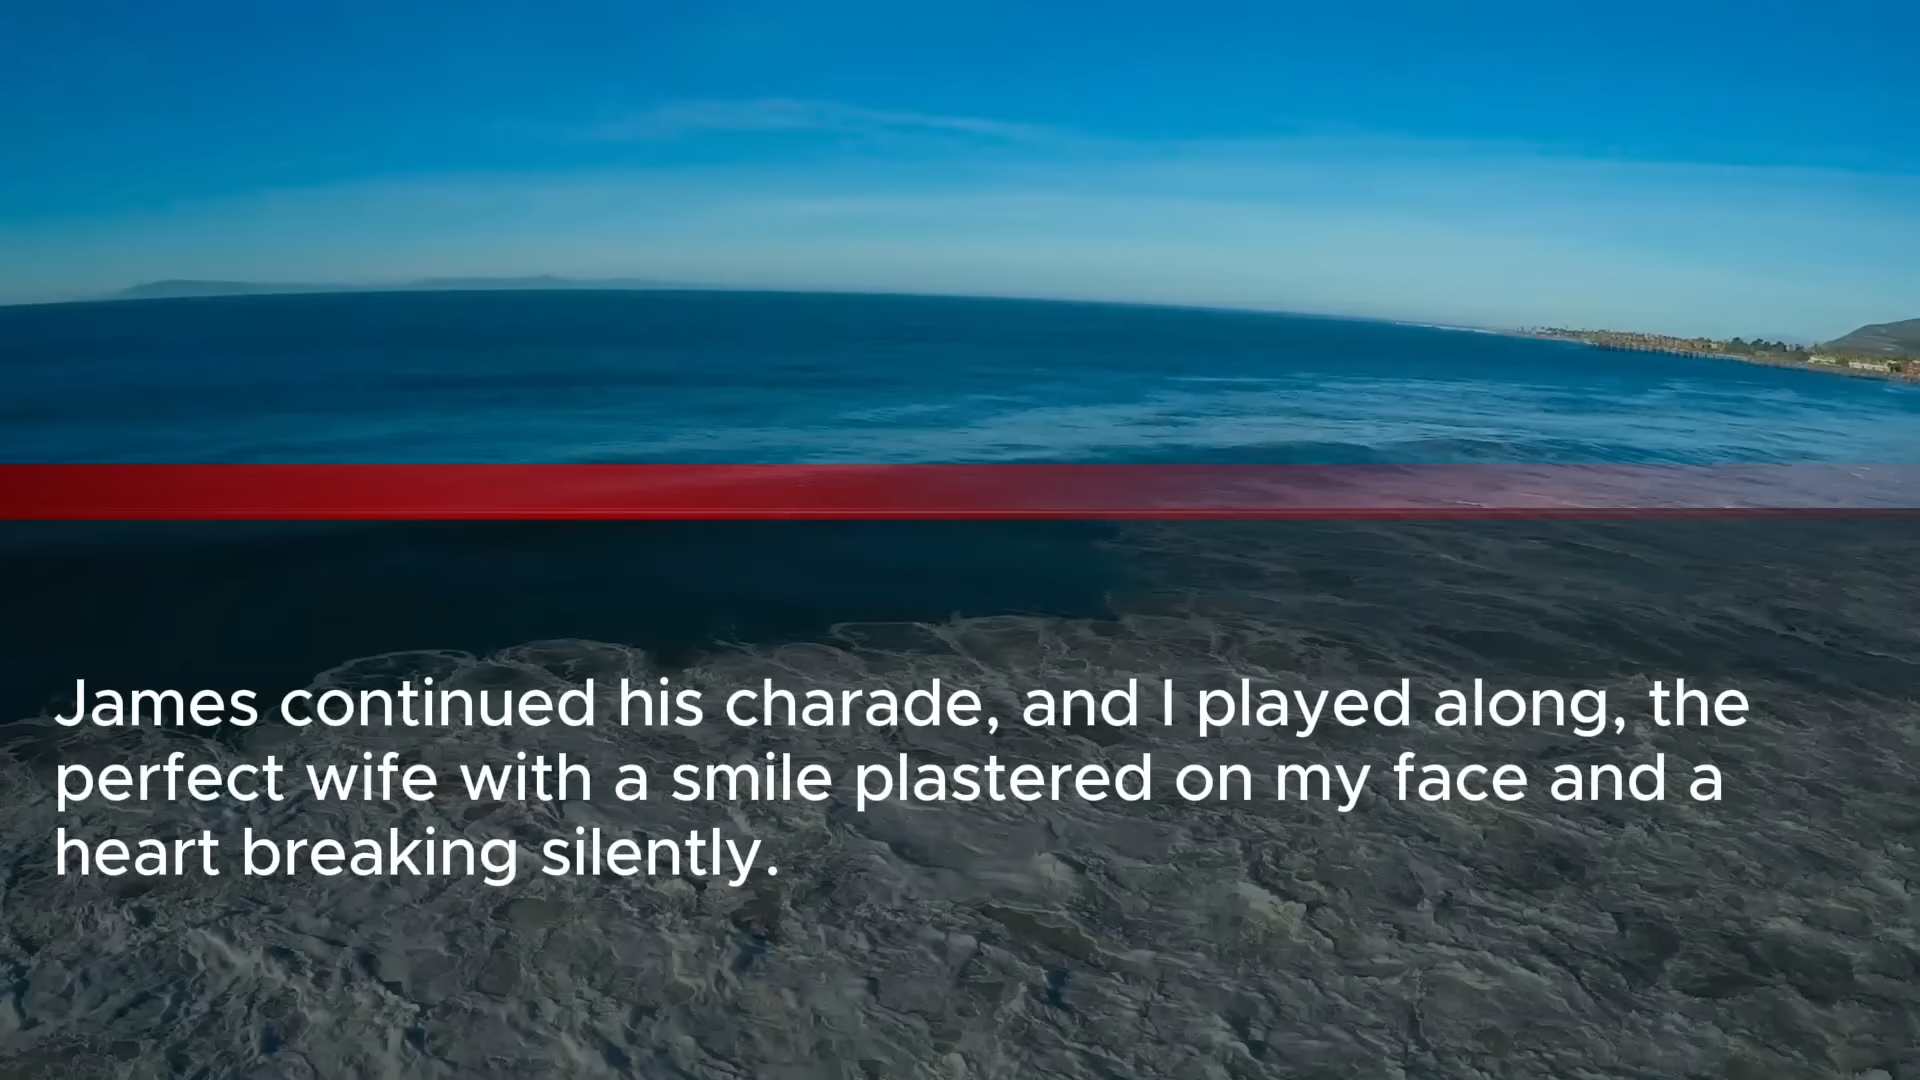 James continued his charade, and I played along, the
perfect wife with a smile plastered on my face and a
heart breaking silently.